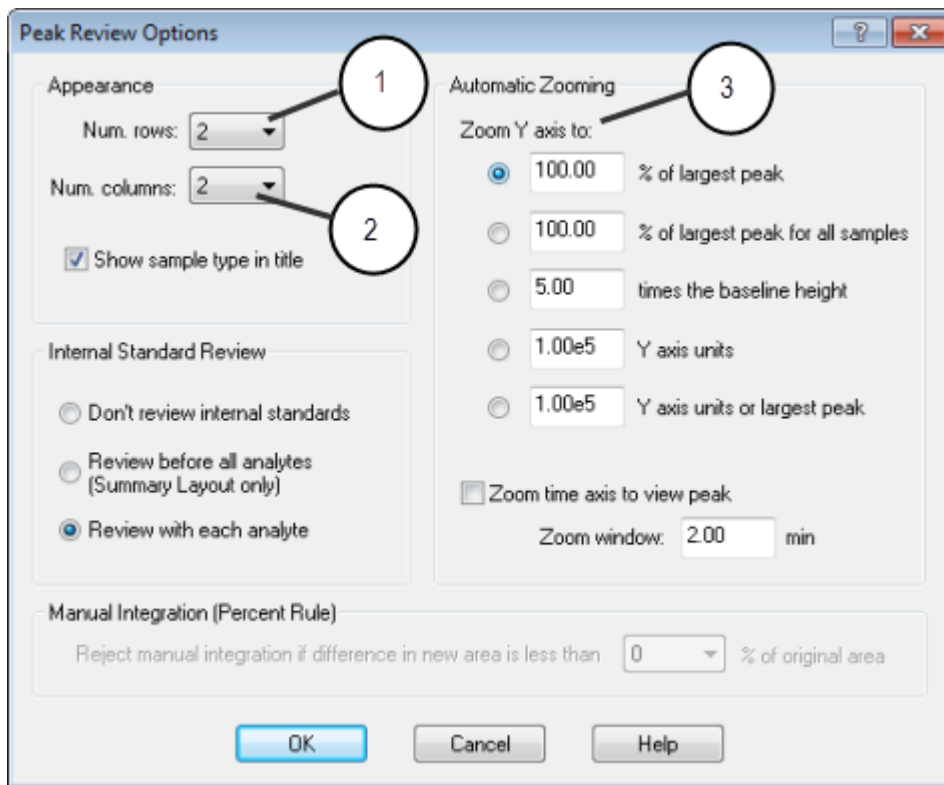 Peak Review Options
?
Appearance
1
Num. rows: 2
Num. columns: 2
2
Show sample type in title
Automatic Zooming
3
Zoom Y axis to:
100.00 % of largest peak
100.00 % of largest peak for all samples
5.00 times the baseline height
1.00e5 Y axis units
1.00e5 Y axis units or largest peak
Zoom time axis to view peak
Zoom window: 2.00 min
Internal Standard Review
Don't review internal standards
Review before all analytes
(Summary Layout only)
Review with each analyte
Manual Integration (Percent Rule)
Reject manual integration if difference in new area is less than 0 % of original area
OK Cancel Help